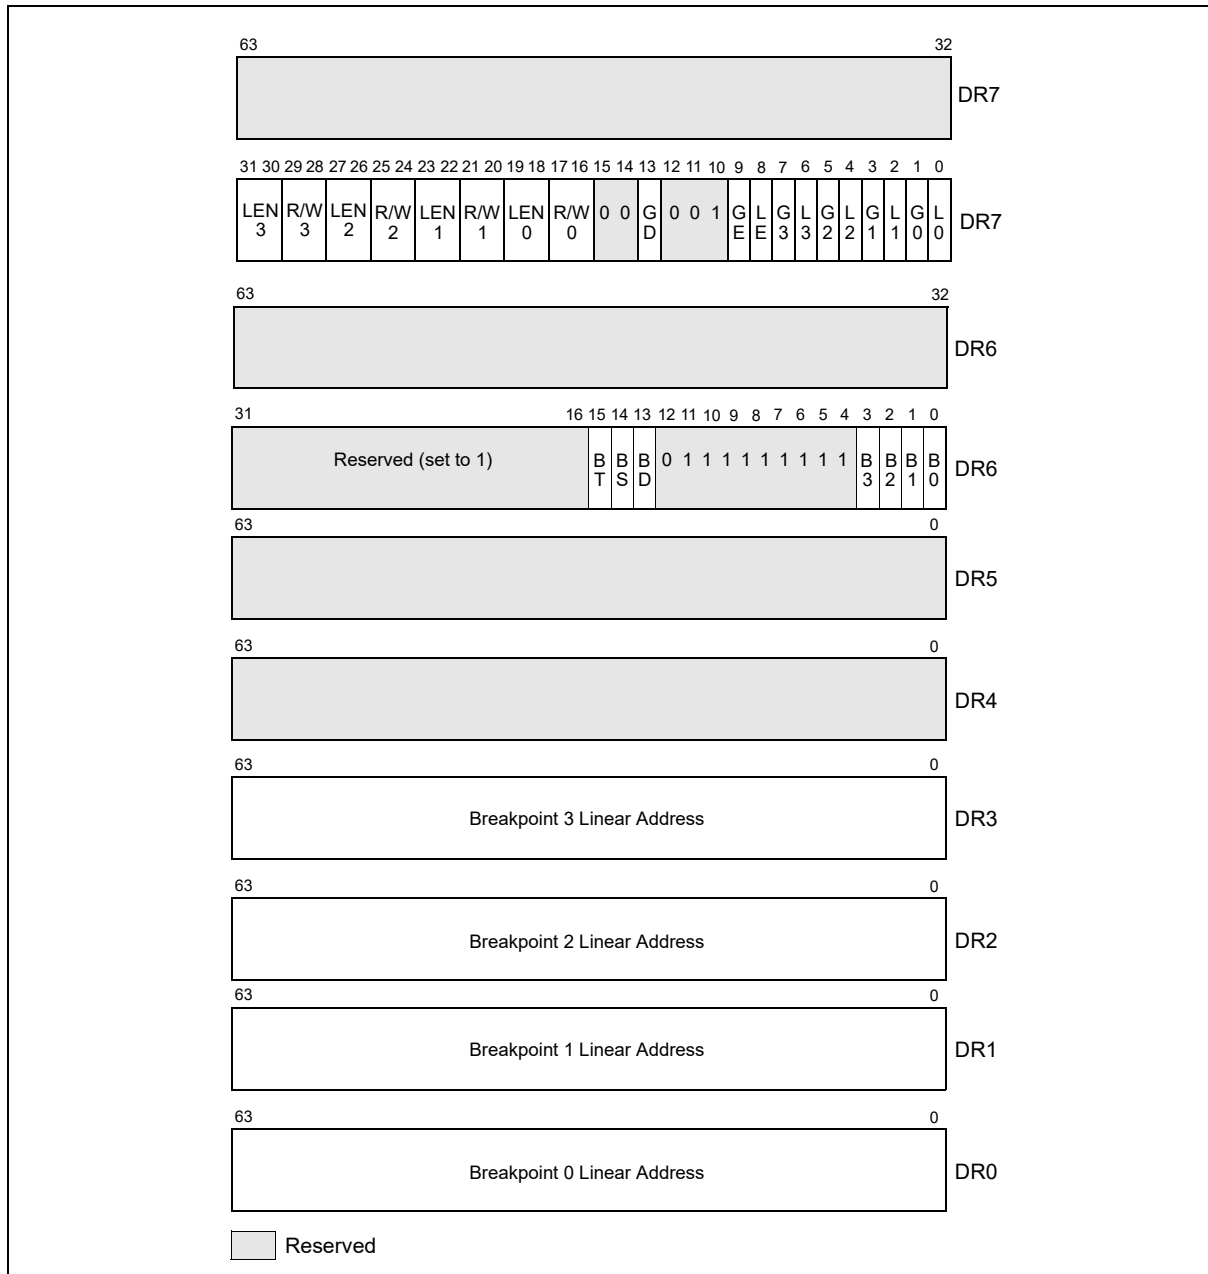 63 32
DR7
31 30 29 28 27 26 25 24 23 22 21 20 19 18 17 16 15 14 13 12 11 10 9 8 7 6 5 4 3 2 1 0
LEN R/W LEN R/W LEN R/W LEN R/W 0 0 G 0 0 1 G L G L G L G L G L
3 3 2 2 1 1 0 0 D E E 3 3 2 2 1 1 0 0
DR7
63 32
DR6
31 16 15 14 13 12 11 10 9 8 7 6 5 4 3 2 1 0
Reserved (set to 1) B B B 0 1 1 1 1 1 1 1 1 B B B B
T S D 3 2 1 0
DR6
63 0
DR5
63 0
DR4
63 0
Breakpoint 3 Linear Address DR3
63 0
Breakpoint 2 Linear Address DR2
63 0
Breakpoint 1 Linear Address DR1
63 0
Breakpoint 0 Linear Address DR0
Reserved